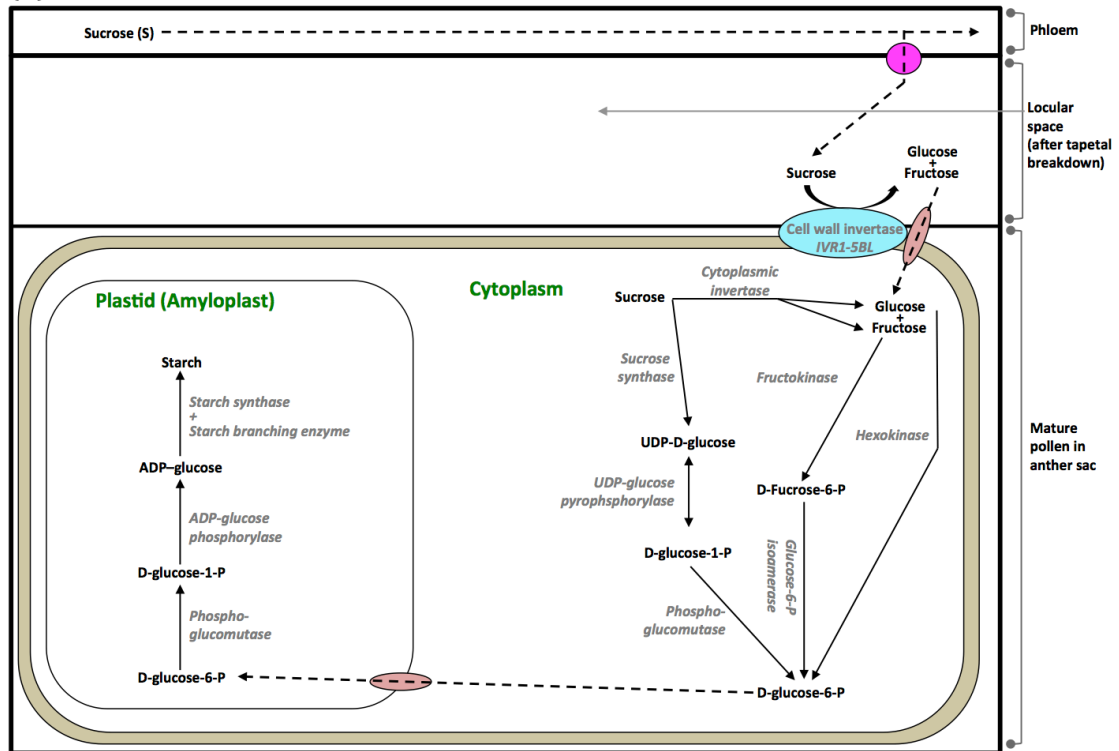 Sucrose (S)
Phloem
Locular
space
(after tapetal
breakdown)
Glucose
+
Fructose
Sucrose
Cell wall invertase
IVR1-5BL
Plastid (Amyloplast)
Cytoplasm
Cytoplasmic
invertase
Sucrose
Glucose
+
Fructose
Starch
Sucrose
synthase
Fructokinase
Starch synthase
+
Starch branching enzyme
UDP-D-glucose
Hexokinase
Mature
pollen in
anther sac
ADP–glucose
UDP-glucose
pyrophsphorylase
D-Fucrose-6-P
ADP-glucose
phosphorylase
D-glucose-1-P
Glucose-6-P
isoamerase
D-glucose-1-P
Phospho-
glucomutase
Phospho-
glucomutase
D-glucose-6-P
D-glucose-6-P